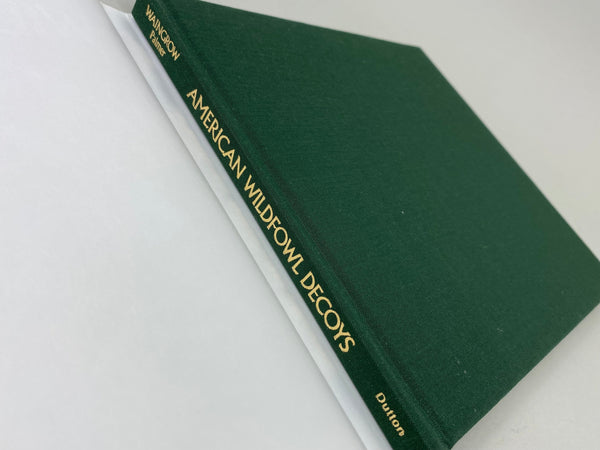 WAINGROW
Palmer
AMERICAN WILDFOWL DECOYS
Dutton